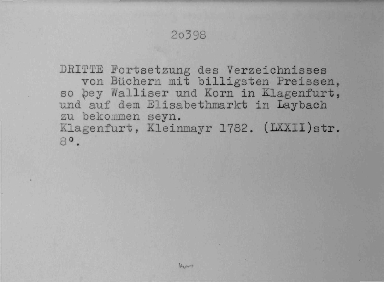 20398
DRITTE Fortsetzung des Verzeichnisses
von Büchern mit billigsten Preissen,
so bey Walliser und Korn in Klagenfurt,
und auf dem Elisabethmarkt in Laybach
zu bekommen seyn.
Klagenfurt, Kleinmayr 1782. (LXXII)str.
8°.